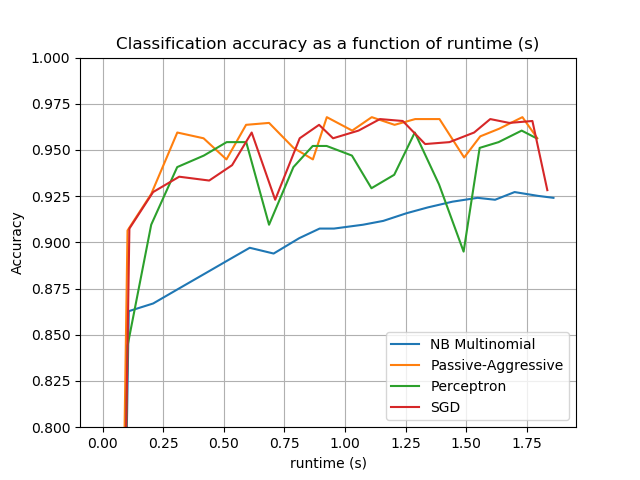 Classification accuracy as a function of runtime (s)
1.000
0.975
0.950
0.925
0.900
0.875
0.850
0.825
0.800
Accuracy
NB Multinomial
Passive-Aggressive
Perceptron
SGD
0.00 0.25 0.50 0.75 1.00 1.25 1.50 1.75
runtime (s)